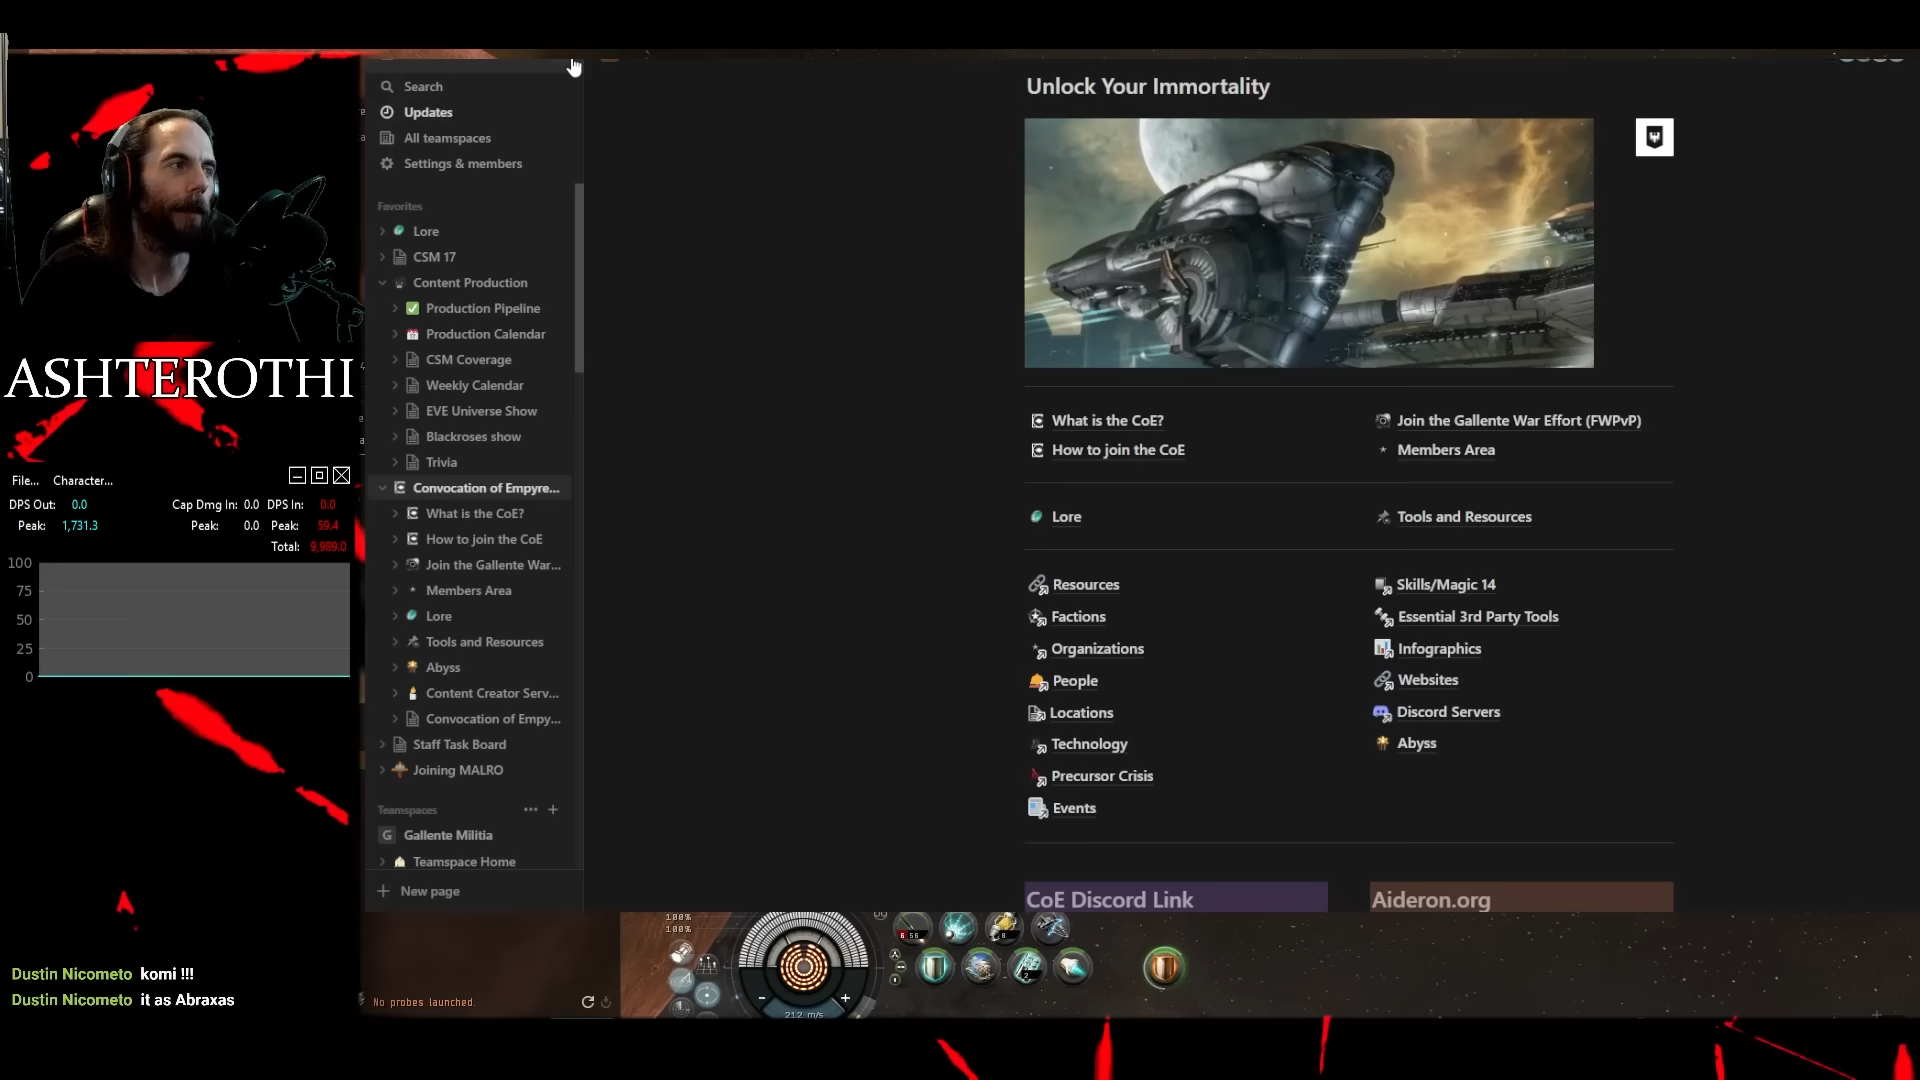 Search
Updates
All teamspaces
Settings & members
Favorites
Lore
CSM 17
Content Production
Production Pipeline
Production Calendar
CSM Coverage
Weekly Calendar
EVE Universe Show
Blackroses show
Trivia
Convocation of Empyre...
What is the CoE?
How to join the CoE
Join the Gallente War...
Members Area
Lore
Tools and Resources
Abyss
Content Creator Serv...
Convocation of Empy...
Staff Task Board
Joining MALRO
Teamspaces
G Gallente Militia
Teamspace Home
New page
Unlock Your Immortality
What is the CoE?
How to join the CoE
Join the Gallente War Effort (FWPvP)
Members Area
Lore
Tools and Resources
Resources
Factions
Organizations
People
Locations
Technology
Precursor Crisis
Events
Skills/Magic 14
Essential 3rd Party Tools
Infographics
Websites
Discord Servers
Abyss
CoE Discord Link
Aideron.org
ASHTEROTHI
File... Character...
DPS Out: 0.0 Cap Dmg In: 0.0 DPS In: 0.0
Peak: 1,731.3 Peak: 0.0 Peak: 59.4
Total: 9,989.0
100
75
50
25
0
Dustin Nicometo komi !!!
Dustin Nicometo it as Abraxas
No probes launched.
100%
100%
212 m/s
6 56
8
2